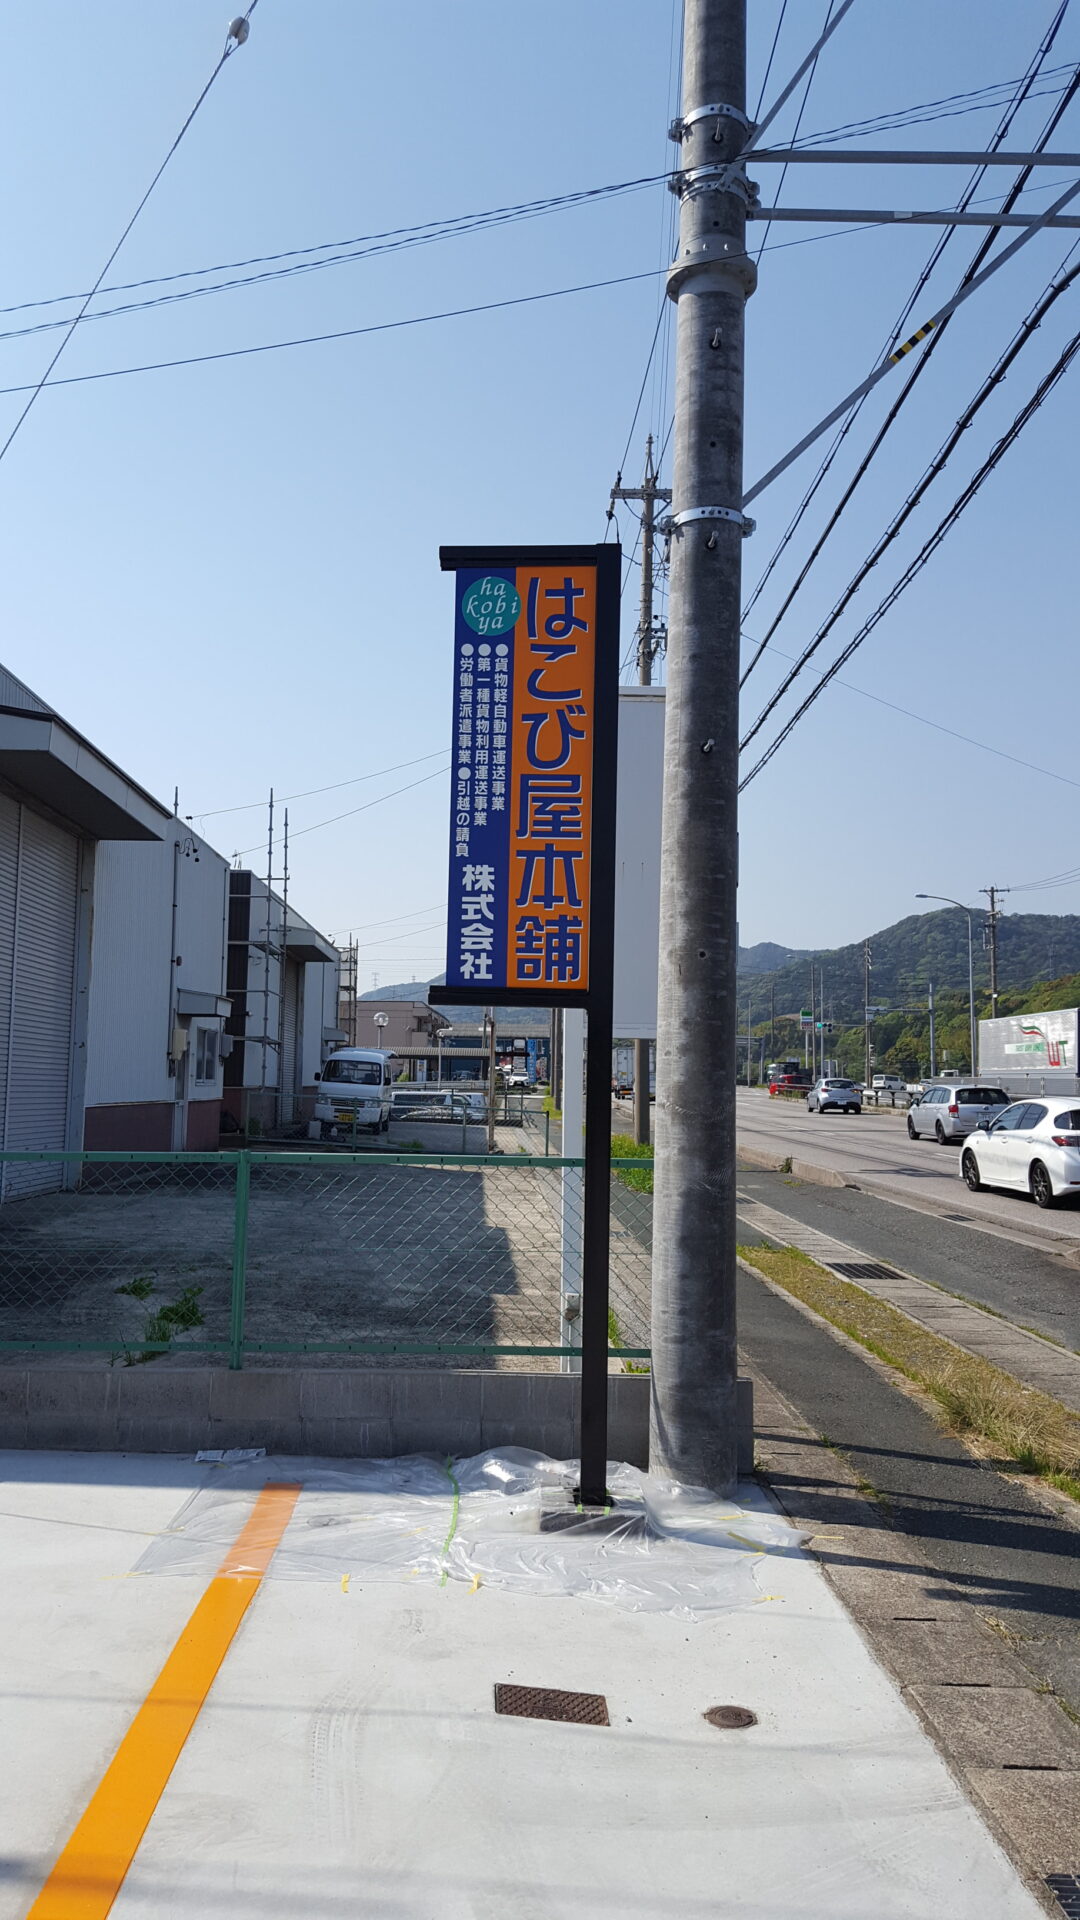 はこび屋本舗
ha
kobi
ya
●貨物軽自動車運送事業
●第一種貨物利用運送事業
●労働者派遣事業●引越の請負
株式会社